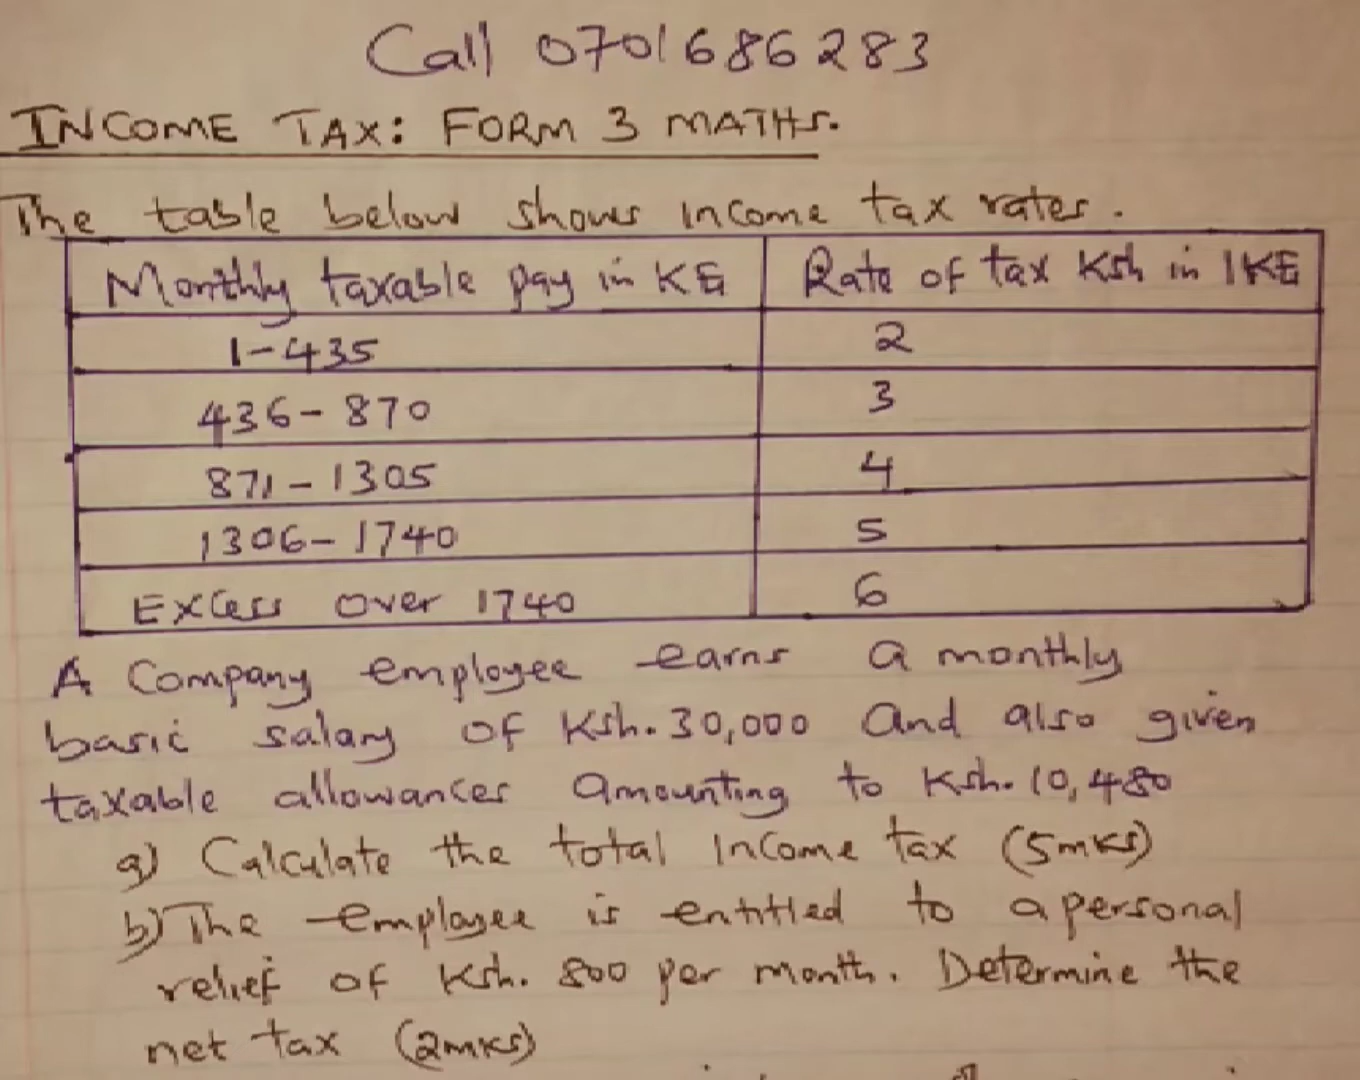 Call 0701686283
INCOME TAX: FORM 3 MATHS.
The table below shows income tax rates.
Monthly taxable pay in K£ Rate of tax Ksh in 1K£
1-435 2
436-870 3
871-1305 4
1306-1740 5
Excess over 1740 6
A Company employee earns a monthly
basic salary of Ksh. 30,000 and also given
taxable allowances amounting to Ksh. 10,480
a) Calculate the total income tax (5mks)
b) The employee is entitled to a personal
relief of Ksh. 800 per month. Determine the
net tax (2mks)